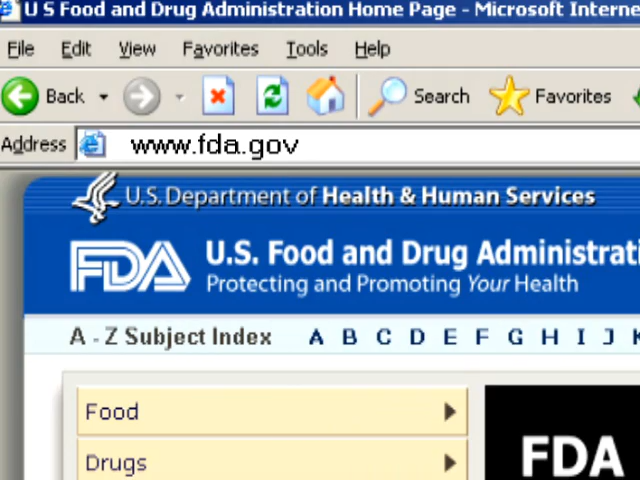 U S Food and Drug Administration Home Page - Microsoft Interne
File Edit View Favorites Tools Help
Back Search Favorites
Address www.fda.gov
U.S. Department of Health & Human Services
FDA U.S. Food and Drug Administrati
Protecting and Promoting Your Health
A - Z Subject Index A B C D E F G H I J K
Food
Drugs
FDA